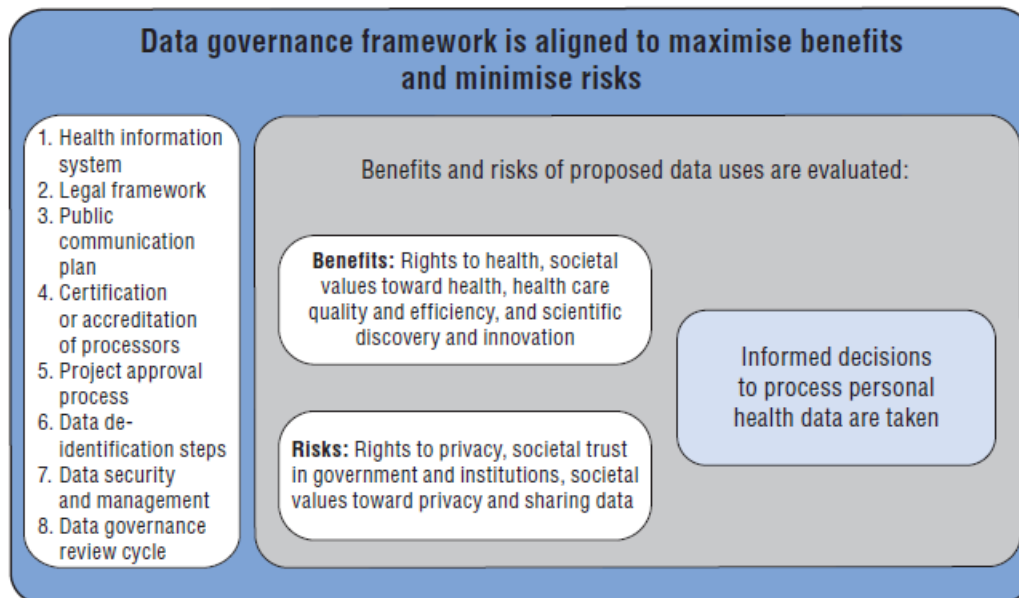 Data governance framework is aligned to maximise benefits
and minimise risks
1. Health information
system
2. Legal framework
3. Public
communication
plan
4. Certification
or accreditation
of processors
5. Project approval
process
6. Data de-
identification steps
7. Data security
and management
8. Data governance
review cycle
Benefits and risks of proposed data uses are evaluated:
Benefits: Rights to health, societal
values toward health, health care
quality and efficiency, and scientific
discovery and innovation
Risks: Rights to privacy, societal trust
in government and institutions, societal
values toward privacy and sharing data
Informed decisions
to process personal
health data are taken